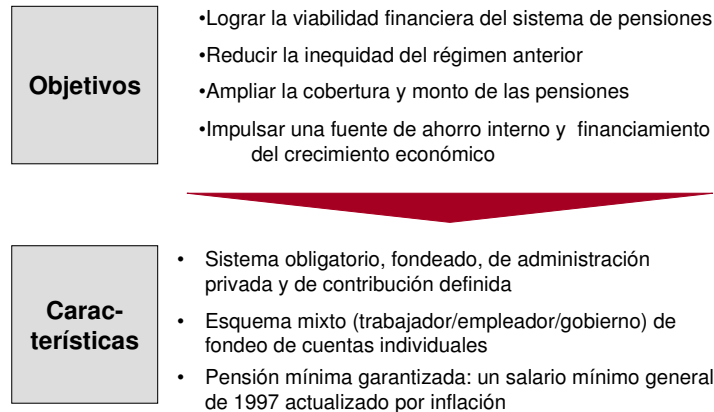 Objetivos
•Lograr la viabilidad financiera del sistema de pensiones
•Reducir la inequidad del régimen anterior
•Ampliar la cobertura y monto de las pensiones
•Impulsar una fuente de ahorro interno y financiamiento
del crecimiento económico
Carac-
terísticas
• Sistema obligatorio, fondeado, de administración
privada y de contribución definida
• Esquema mixto (trabajador/empleador/gobierno) de
fondeo de cuentas individuales
• Pensión mínima garantizada: un salario mínimo general
de 1997 actualizado por inflación